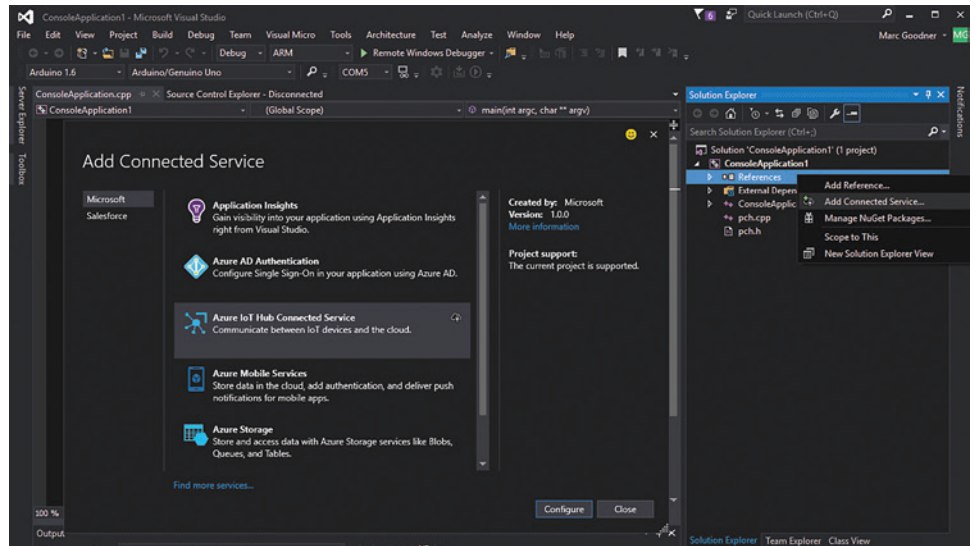 ConsoleApplication1 - Microsoft Visual Studio
6
Quick Launch (Ctrl+Q)
File Edit View Project Build Debug Team Visual Micro Tools Architecture Test Analyze Window Help
Marc Goodner
MG
Debug ARM Remote Windows Debugger
Arduino 1.6 Arduino/Genuino Uno COM5
Server Explorer
Toolbox
ConsoleApplication.cpp Source Control Explorer - Disconnected
ConsoleApplication1 (Global Scope) main(int argc, char ** argv)
Add Connected Service
Microsoft
Salesforce
Application Insights
Gain visibility into your application using Application Insights
right from Visual Studio.
Azure AD Authentication
Configure Single Sign-On in your application using Azure AD.
Azure IoT Hub Connected Service
Communicate between IoT devices and the cloud.
Azure Mobile Services
Store data in the cloud, add authentication, and deliver push
notifications for mobile apps.
Azure Storage
Store and access data with Azure Storage services like Blobs,
Queues, and Tables.
Find more services...
Created by: Microsoft
Version: 1.0.0
More information
Project support:
The current project is supported.
Configure
Close
100 %
Output
Solution Explorer
Search Solution Explorer (Ctrl+;)
Solution 'ConsoleApplication1' (1 project)
ConsoleApplication1
References
External Depen
ConsoleApplic
pch.cpp
pch.h
Add Reference...
Add Connected Service...
Manage NuGet Packages...
Scope to This
New Solution Explorer View
Solution Explorer Team Explorer Class View
Notifications